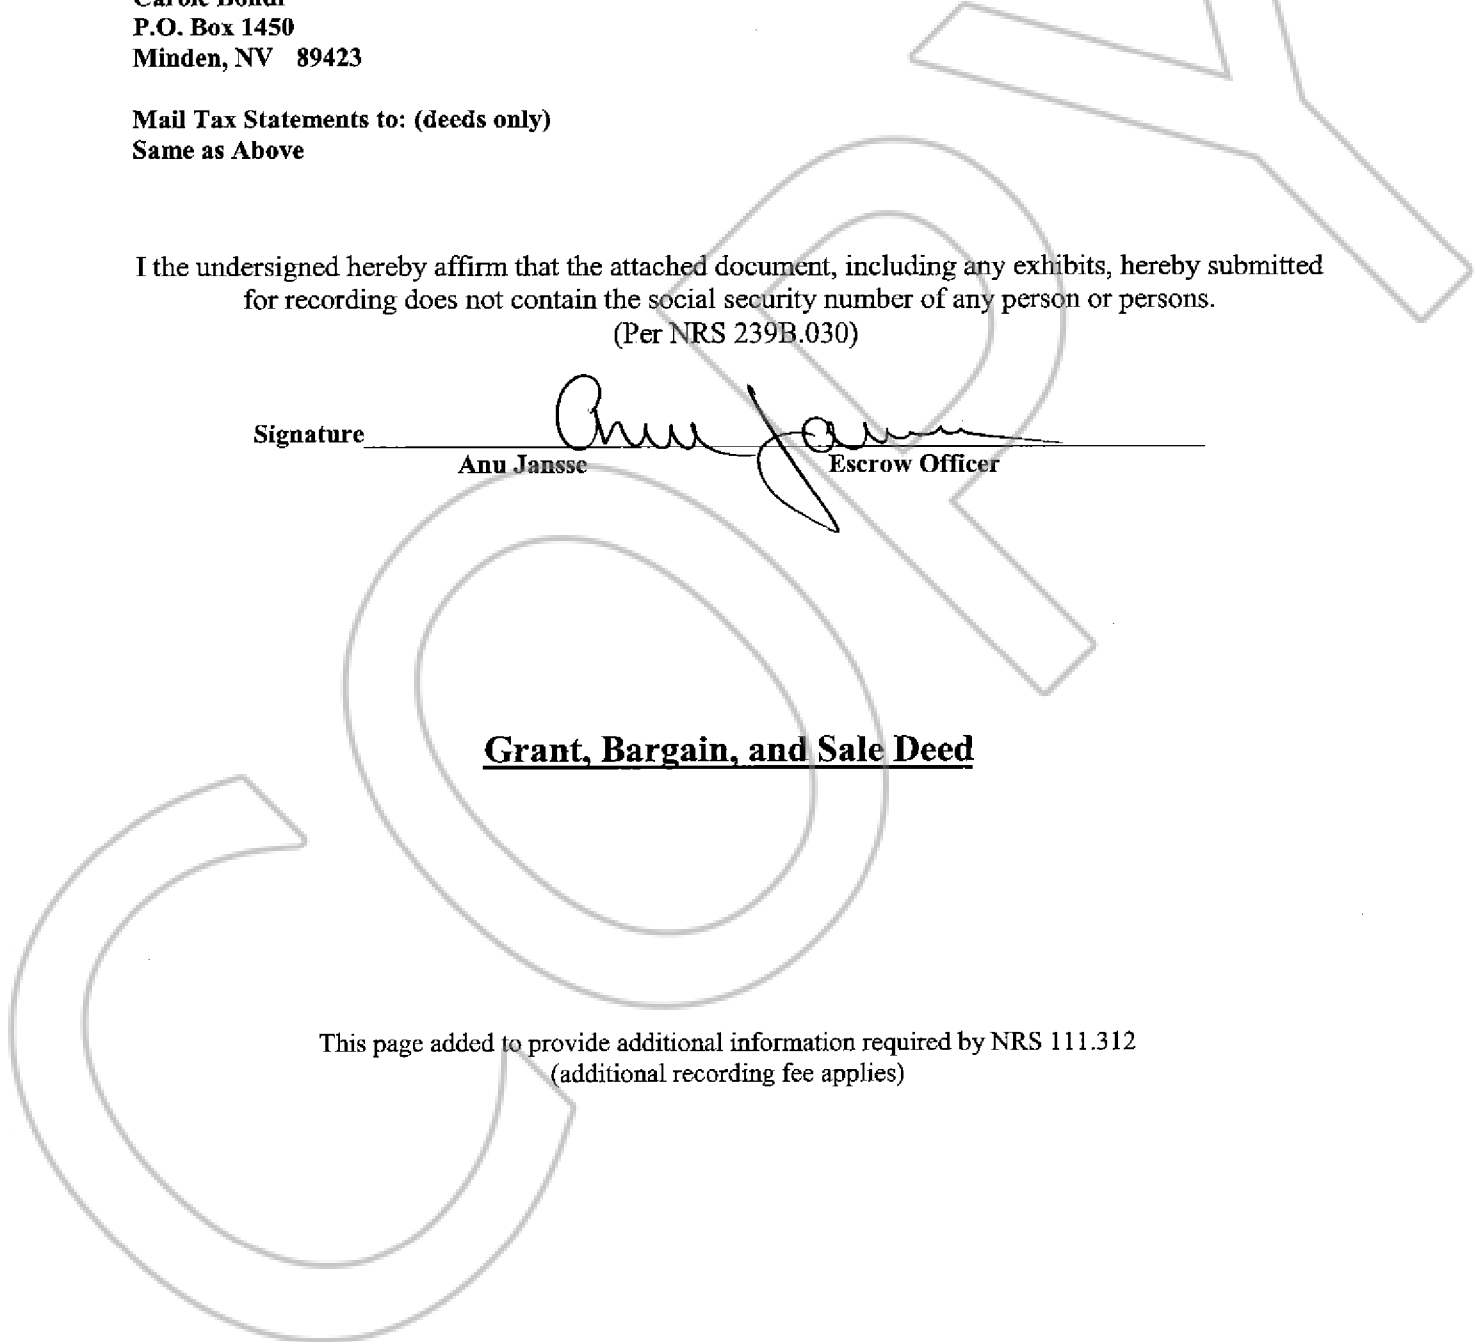 P.O. Box 1450
Minden, NV 89423
Mail Tax Statements to: (deeds only)
Same as Above
I the undersigned hereby affirm that the attached document, including any exhibits, hereby submitted
for recording does not contain the social security number of any person or persons.
(Per NRS 239B.030)
Signature
Anu Jansse Escrow Officer
Grant, Bargain, and Sale Deed
This page added to provide additional information required by NRS 111.312
(additional recording fee applies)
COPY